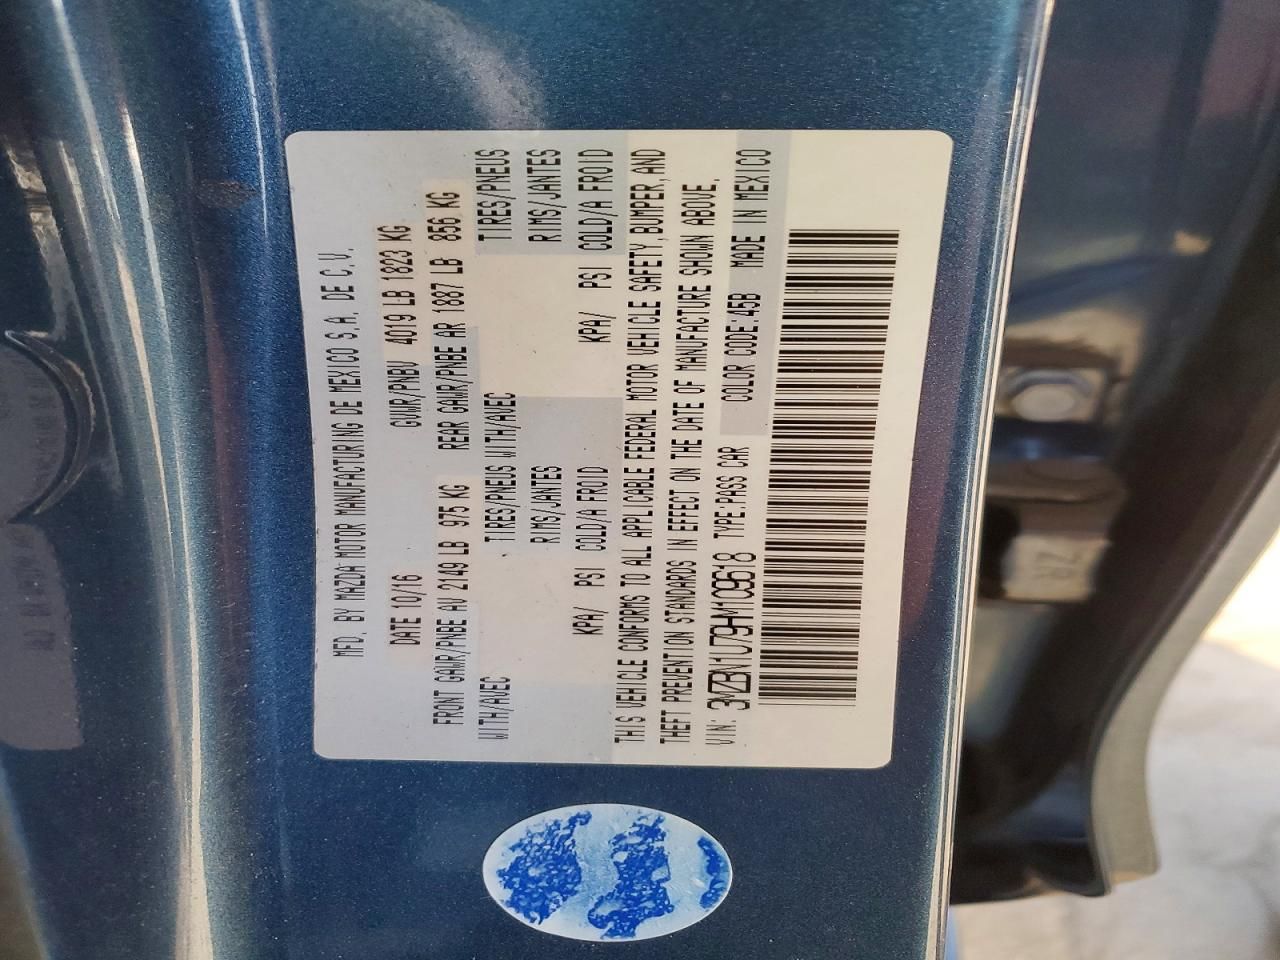 MFD. BY MAZDA MOTOR MANUFACTURING DE MEXICO S.A. DE C.V.
DATE 10/16 GVWR/PNBV 4019 LB 1823 KG
FRONT GAWR/PNBE AV 2149 LB 975 KG REAR GAWR/PNBE AR 1887 LB 856 KG
WITH/AVEC TIRES/PNEUS WITH/AVEC TIRES/PNEUS
RIMS/JANTES RIMS/JANTES
KPA/ PSI COLD/A FROID KPA/ PSI COLD/A FROID
THIS VEHICLE CONFORMS TO ALL APPLICABLE FEDERAL MOTOR VEHICLE SAFETY, BUMPER, AND
THEFT PREVENTION STANDARDS IN EFFECT ON THE DATE OF MANUFACTURE SHOWN ABOVE.
VIN: 3MZBN1U79HM109618 TYPE:PASS CAR COLOR CODE:45B MADE IN MEXICO